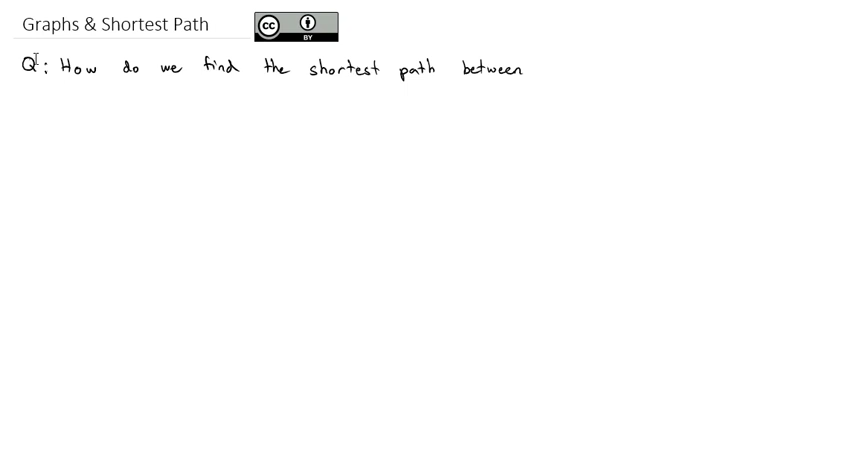 Graphs & Shortest Path
CC BY
Q: How do we find the shortest path between